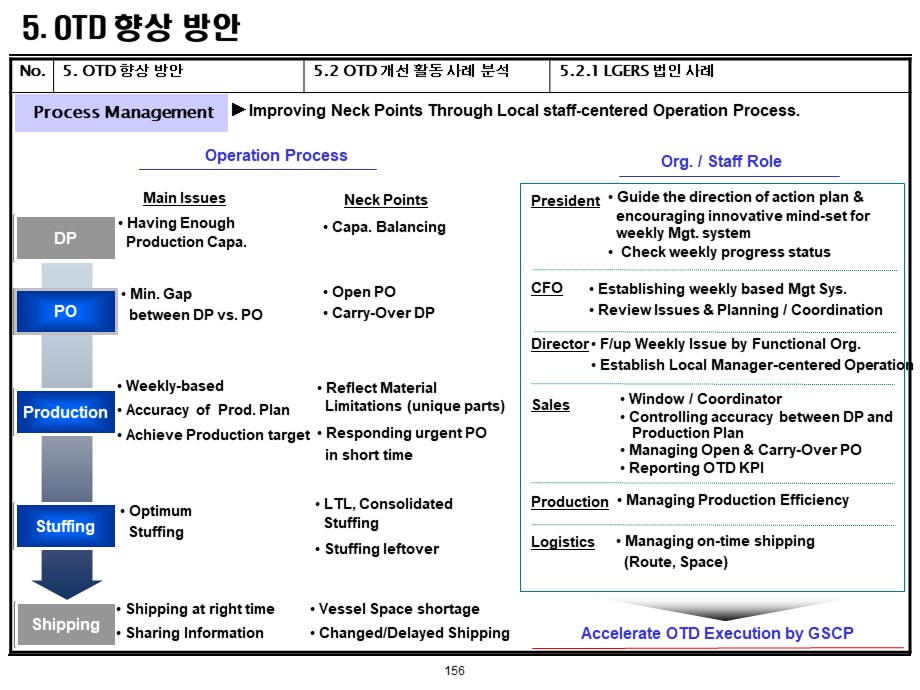 5. OTD 향상 방안
No.
5. OTD 향상 방안
5.2 OTD 개선 활동 사례 분석
5.2.1 LGERS 법인 사례
Process Management
▶ Improving Neck Points Through Local staff-centered Operation Process.
Operation Process
Main Issues
Neck Points
DP
• Having Enough
Production Capa.
• Capa. Balancing
PO
• Min. Gap
between DP vs. PO
• Open PO
• Carry-Over DP
Production
• Weekly-based
• Accuracy of Prod. Plan
• Achieve Production target
• Reflect Material
Limitations (unique parts)
• Responding urgent PO
in short time
Stuffing
• Optimum
Stuffing
• LTL, Consolidated
Stuffing
• Stuffing leftover
Shipping
• Shipping at right time
• Sharing Information
• Vessel Space shortage
• Changed/Delayed Shipping
Org. / Staff Role
President
• Guide the direction of action plan &
encouraging innovative mind-set for
weekly Mgt. system
• Check weekly progress status
CFO
• Establishing weekly based Mgt Sys.
• Review Issues & Planning / Coordination
Director
• F/up Weekly Issue by Functional Org.
• Establish Local Manager-centered Operation
Sales
• Window / Coordinator
• Controlling accuracy between DP and
Production Plan
• Managing Open & Carry-Over PO
• Reporting OTD KPI
Production
• Managing Production Efficiency
Logistics
• Managing on-time shipping
(Route, Space)
Accelerate OTD Execution by GSCP
156